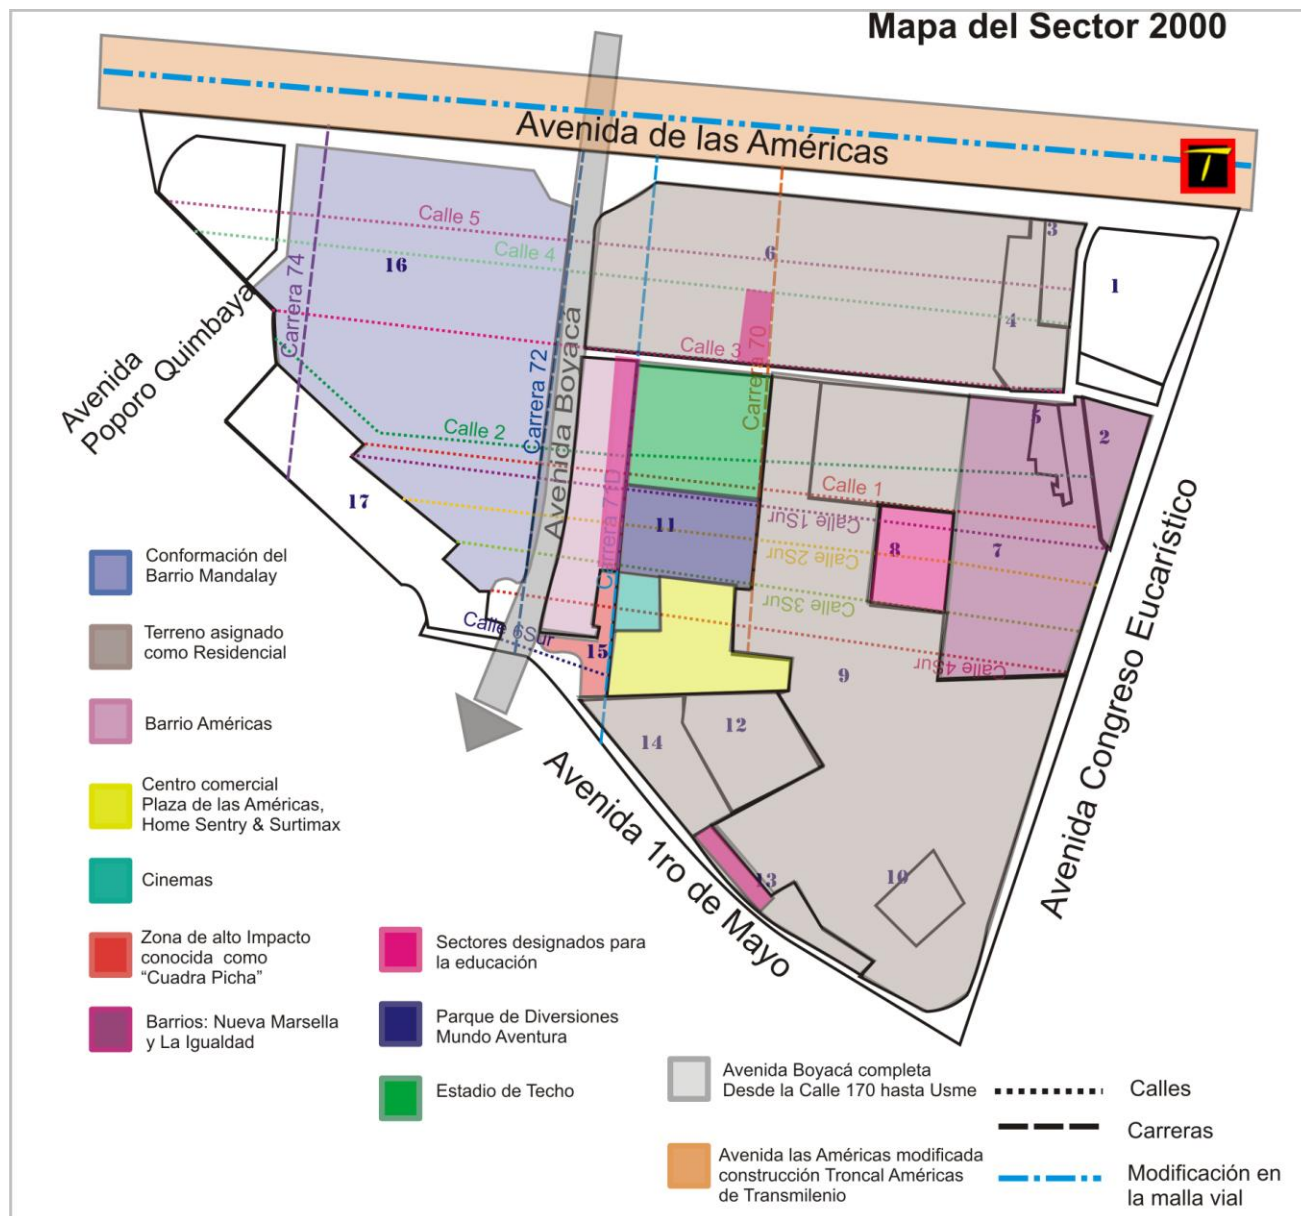 Mapa del Sector 2000
Avenida de las Américas
T
Calle 5
Calle 4
Calle 3
Calle 2
Calle 1
Calle 1Sur
Calle 2Sur
Calle 3Sur
Calle 4Sur
Calle 6Sur
Carrera 74
Carrera 72
Avenida Boyaca
Carrera 71D
Carrera 70
Avenida
Poporo Quimbaya
Avenida Congreso Eucarístico
Avenida 1ro de Mayo
16
6
3
4
1
5
2
17
11
8
7
15
9
14
12
13
10
Conformación del
Barrio Mandalay
Terreno asignado
como Residencial
Barrio Américas
Centro comercial
Plaza de las Américas,
Home Sentry & Surtimax
Cinemas
Zona de alto Impacto
conocida como
“Cuadra Picha”
Barrios: Nueva Marsella
y La Igualdad
Sectores designados para
la educación
Parque de Diversiones
Mundo Aventura
Estadio de Techo
Avenida Boyacá completa
Desde la Calle 170 hasta Usme
Avenida las Américas modificada
construcción Troncal Américas
de Transmilenio
Calles
Carreras
Modificación en
la malla vial